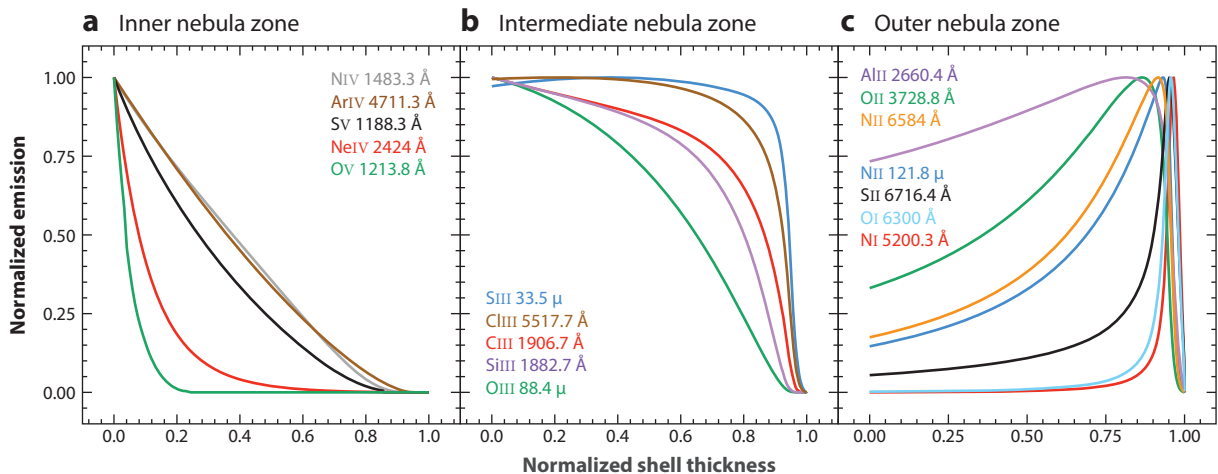 a Inner nebula zone
b Intermediate nebula zone
c Outer nebula zone
Normalized emission
1.00
0.75
0.50
0.25
0.00
NIV 1483.3 Å
ArIV 4711.3 Å
SV 1188.3 Å
NeIV 2424 Å
OV 1213.8 Å
0.0 0.2 0.4 0.6 0.8 1.0
SIII 33.5 μ
ClIII 5517.7 Å
CIII 1906.7 Å
SiIII 1882.7 Å
OIII 88.4 μ
0.0 0.2 0.4 0.6 0.8 1.0
AlII 2660.4 Å
OII 3728.8 Å
NII 6584 Å
NII 121.8 μ
SII 6716.4 Å
OI 6300 Å
NI 5200.3 Å
0.00 0.25 0.50 0.75 1.00
Normalized shell thickness